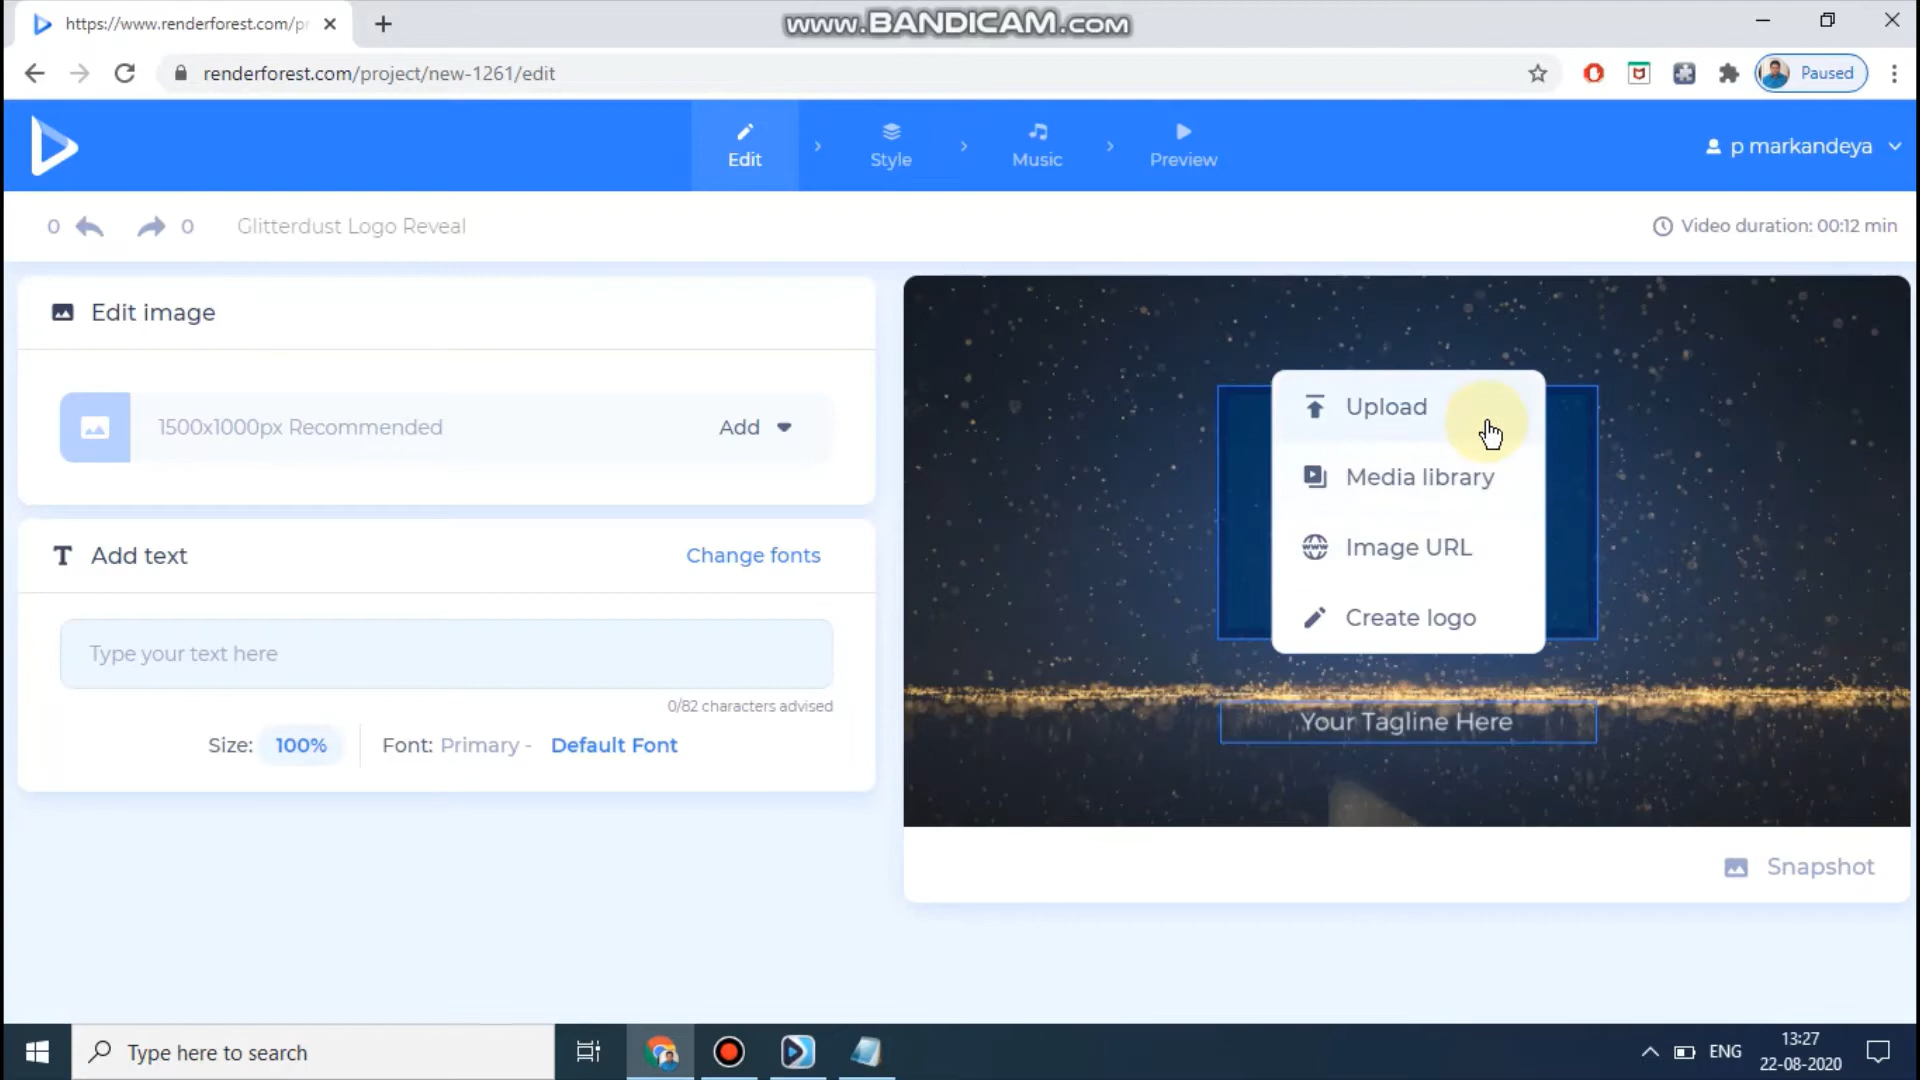 https://www.renderforest.com/pr
www.BANDICAM.com
renderforest.com/project/new-1261/edit
Paused
Edit
Style
Music
Preview
p markandeya
0
0
Glitterdust Logo Reveal
Video duration: 00:12 min
Edit image
1500x1000px Recommended
Add
Add text
Change fonts
Type your text here
0/82 characters advised
Size: 100%
Font: Primary - Default Font
Upload
Media library
Image URL
Create logo
Your Tagline Here
Snapshot
Type here to search
ENG
13:27
22-08-2020